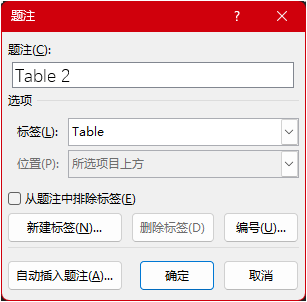 题注
?
题注(C):
Table 2
选项
标签(L): Table
位置(P): 所选项目上方
从题注中排除标签(E)
新建标签(N)... 删除标签(D) 编号(U)...
自动插入题注(A)... 确定 取消